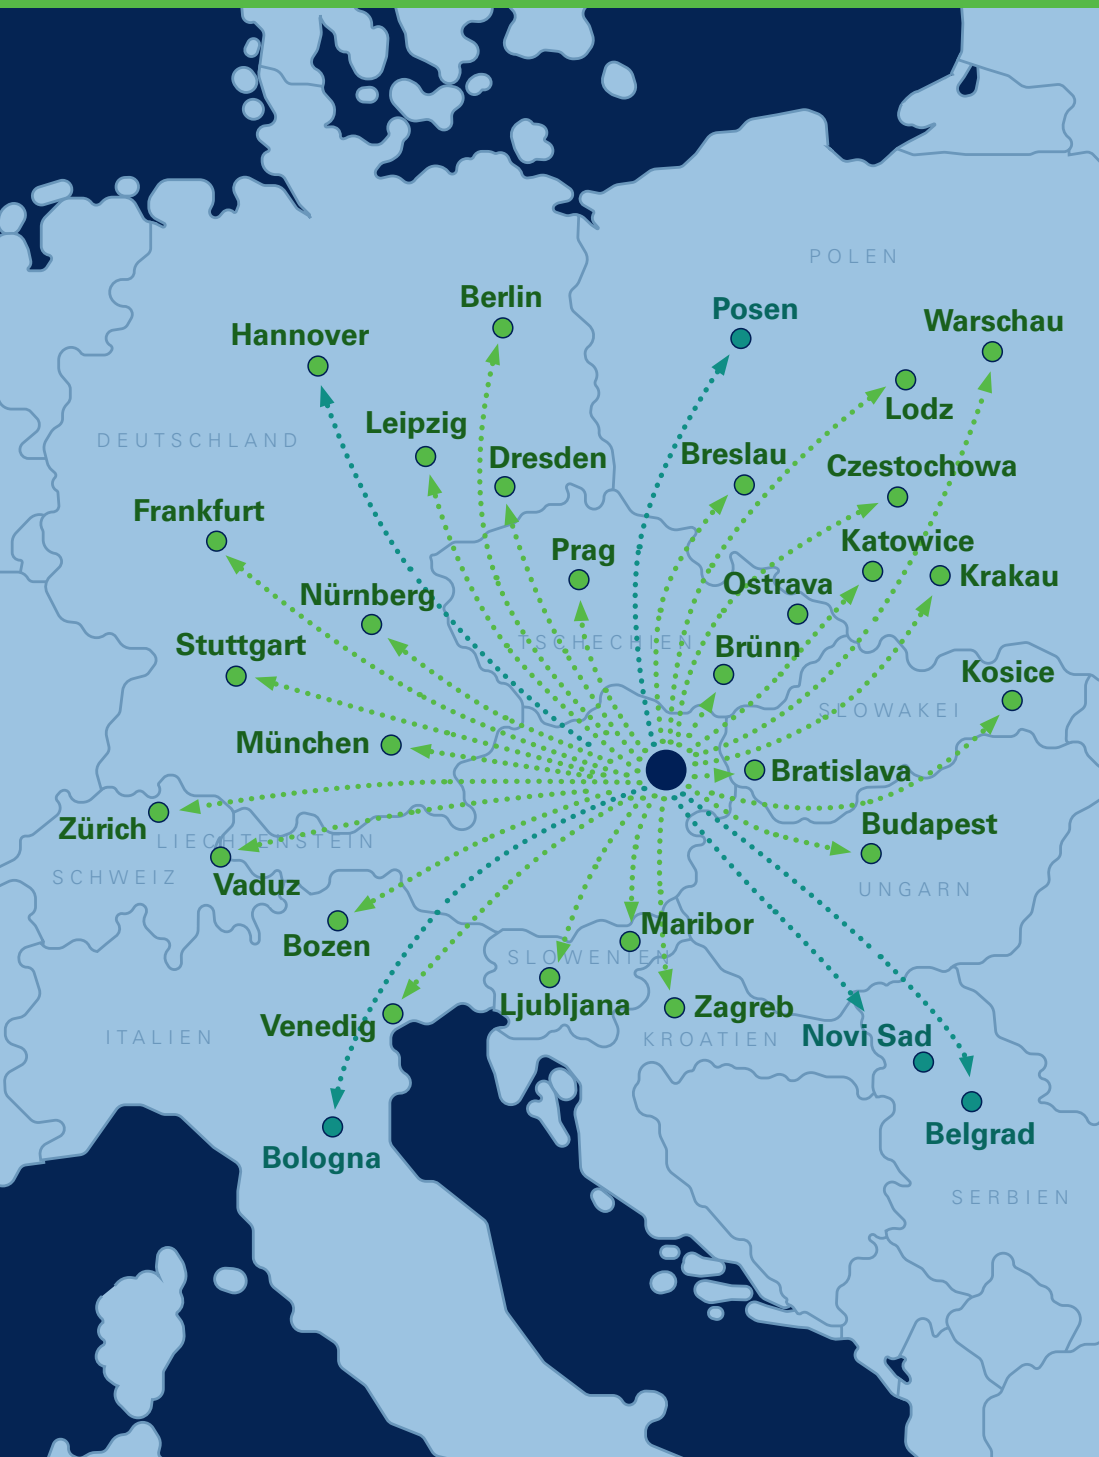 POLEN
Berlin
Posen
Warschau
Hannover
Lodz
Leipzig
DEUTSCHLAND
Breslau
Dresden
Czestochowa
Frankfurt
Katowice
Prag
Krakau
Ostrava
Nürnberg
TSCHECHIEN
Stuttgart
Brünn
Kosice
SLOWAKEI
München
Bratislava
Zürich
Budapest
LIECHTENSTEIN
SCHWEIZ
Vaduz
UNGARN
Maribor
Bozen
SLOWENIEN
Ljubljana
Zagreb
Venedig
ITALIEN
KROATIEN
Novi Sad
Belgrad
Bologna
SERBIEN